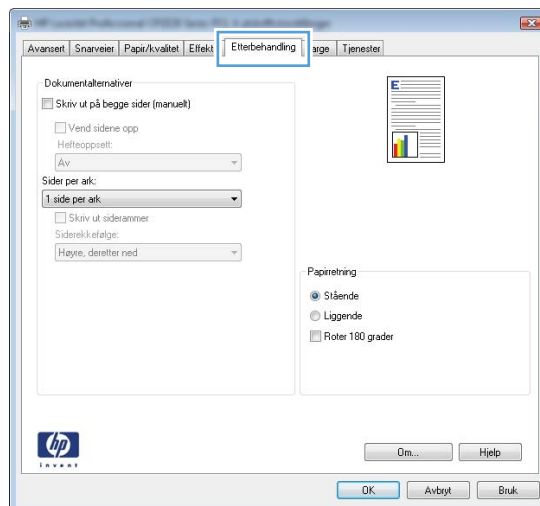 Avansert Snarveier Papir/kvalitet Effekt Etterbehandling arge Tjenester
Dokumentalternativer
Skriv ut på begge sider (manuelt)
Vend sidene opp
Hefteoppsett:
Av
Sider per ark:
1 side per ark
Skriv ut siderammer
Siderekkefølge:
Høyre, deretter ned
E
Papirretning
Stående
Liggende
Roter 180 grader
hp
invent
Om... Hjelp
OK Avbryt Bruk